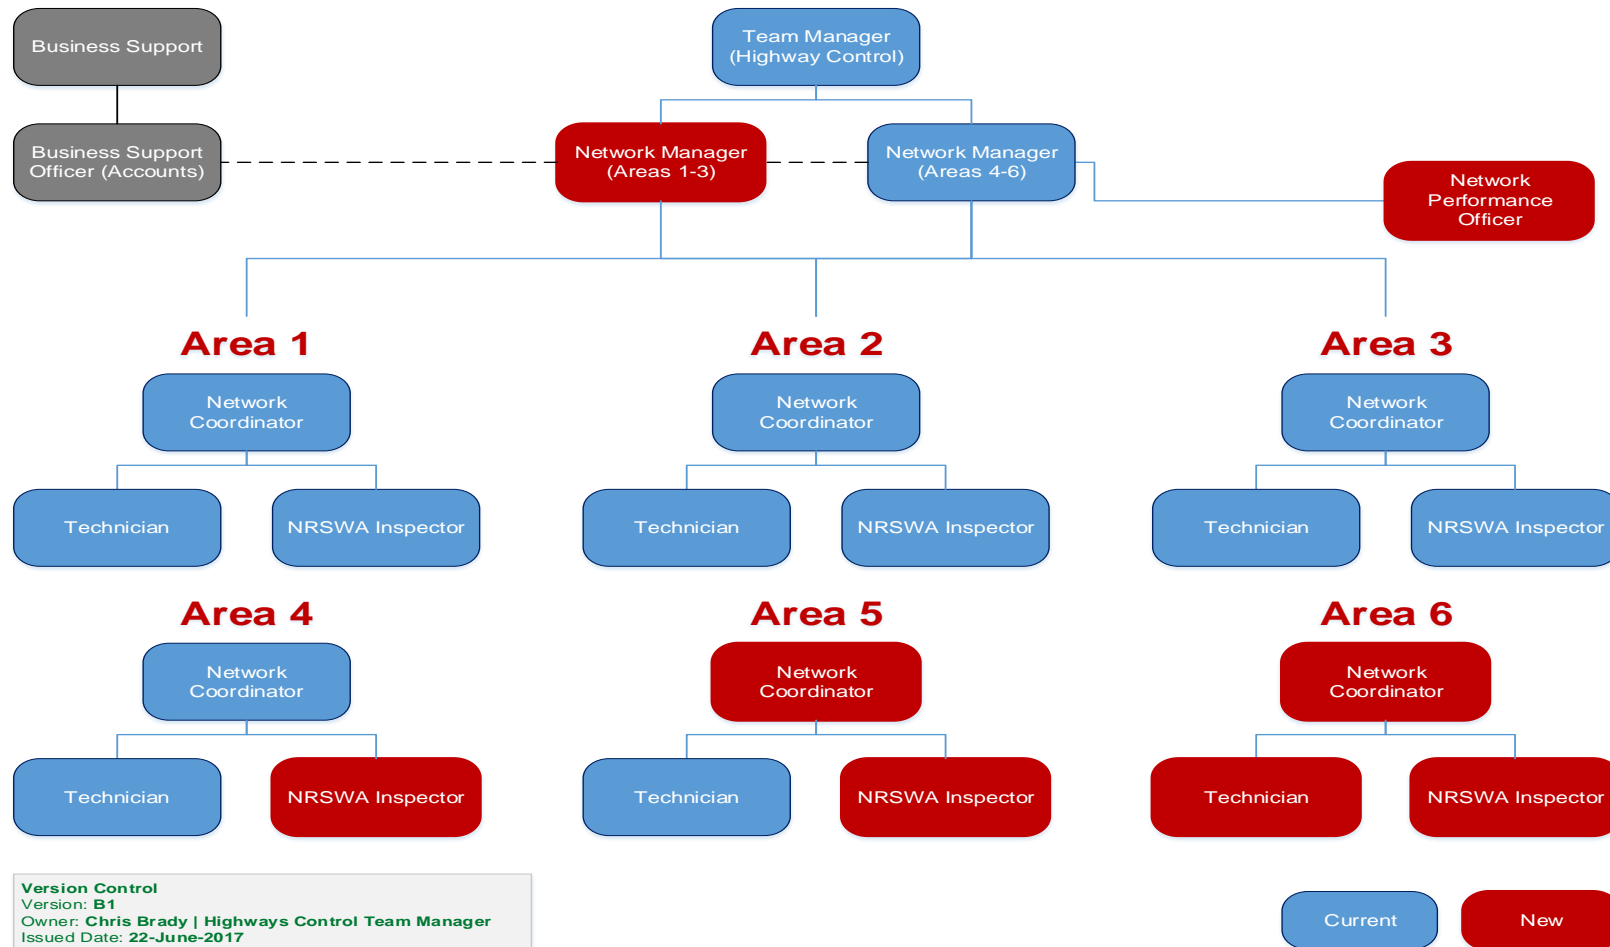 Business Support
Team Manager
(Highway Control)
Business Support
Officer (Accounts)
Network Manager
(Areas 1-3)
Network Manager
(Areas 4-6)
Network
Performance
Officer
Area 1
Area 2
Area 3
Network
Coordinator
Network
Coordinator
Network
Coordinator
Technician
NRSWA Inspector
Technician
NRSWA Inspector
Technician
NRSWA Inspector
Area 4
Area 5
Area 6
Network
Coordinator
Network
Coordinator
Network
Coordinator
Technician
NRSWA Inspector
Technician
NRSWA Inspector
Technician
NRSWA Inspector
Version Control
Version: B1
Owner: Chris Brady | Highways Control Team Manager
Issued Date: 22-June-2017
Current
New